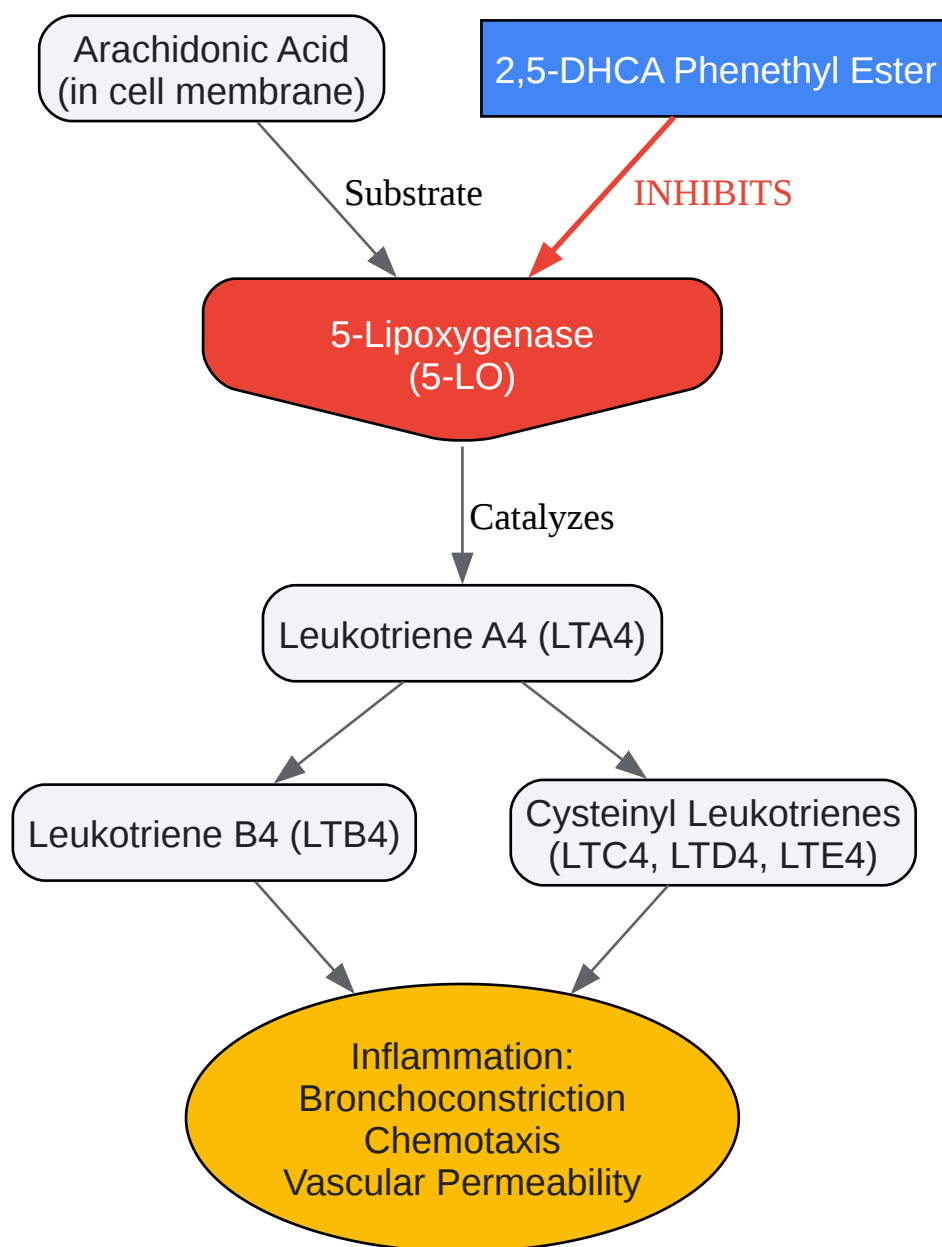 Arachidonic Acid
(in cell membrane)
2,5-DHCA Phenethyl Ester
Substrate
INHIBITS
5-Lipoxygenase
(5-LO)
Catalyzes
Leukotriene A4 (LTA4)
Leukotriene B4 (LTB4)
Cysteinyl Leukotrienes
(LTC4, LTD4, LTE4)
Inflammation:
Bronchoconstriction
Chemotaxis
Vascular Permeability